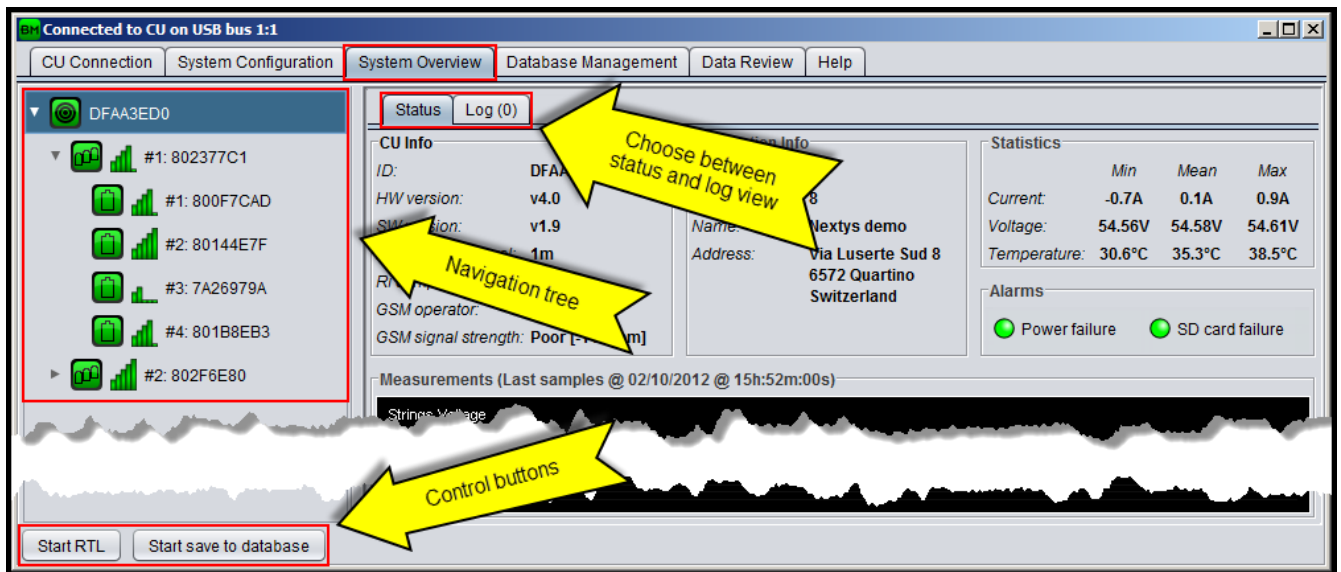 BM Connected to CU on USB bus 1:1
CU Connection System Configuration System Overview Database Management Data Review Help
DFAA3ED0
#1: 802377C1
#1: 800F7CAD
#2: 80144E7F
#3: 7A26979A
#4: 801B8EB3
#2: 802F6E80
Status Log (0)
Choose between
status and log view
Navigation tree
Control buttons
CU Info
ID:
HW version: v4.0
v1.9
1m
GSM operator:
GSM signal strength: Poor
Info
8
Name: Nextys demo
Address: Via Luserte Sud 8
6572 Quartino
Switzerland
Statistics
Min Mean Max
Current: -0.7A 0.1A 0.9A
Voltage: 54.56V 54.58V 54.61V
Temperature: 30.6°C 35.3°C 38.5°C
Alarms
Power failure SD card failure
Measurements (Last samples @ 02/10/2012 @ 15h:52m:00s)
Strings Voltage
Start RTL Start save to database